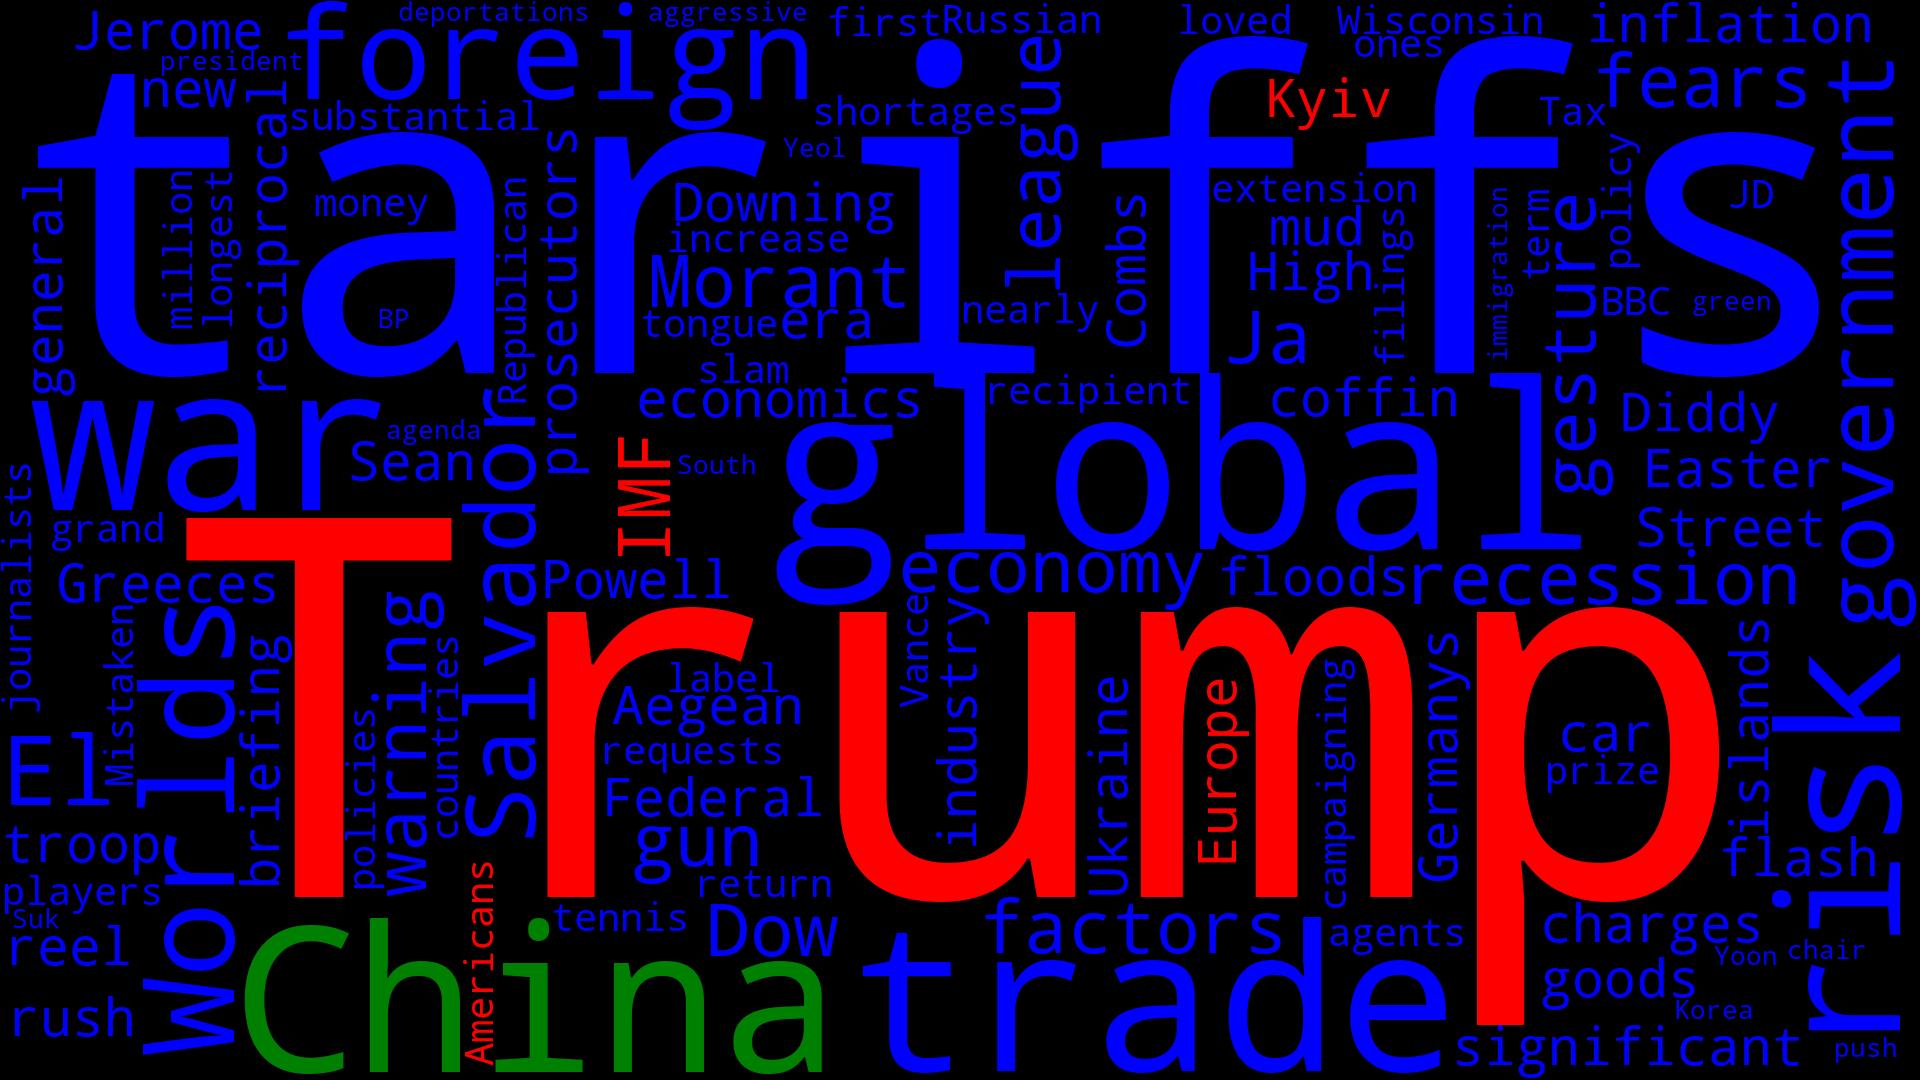 deportations
aggressive
first
Russian
loved
Wisconsin
inflation
Jerome
president
foreign
ones
new
reciprocal
substantial
shortages
league
Kyiv
Tax
fears
government
tariffs
Yeol
general
million
longest
money
Republican
prosecutors
Downing
increase
Morant
tongue
era
nearly
Combs
extension
mud
High
filings
immigration
term
gesture
policy
JD
BBC
green
BP
Ja
slam
economics
recipient
coffin
Diddy
war
agenda
Sean
Salvador
IMF
South
global
Easter
journalists
grand
Street
Greeces
Powell
economy
floods
recession
Trump
Mistaken
Worlds
briefing
policies
warning
countries
label
Aegean
requests
Vance
industry
Ukraine
Europe
campaigning
Germanys
car
prize
islands
risk
El
Federal
gun
troop
return
flash
players
Suk
reel
Americans
tennis
Dow
factors
agents
charges
Yoon
chair
China
trade
goods
rush
Korea
significant
push